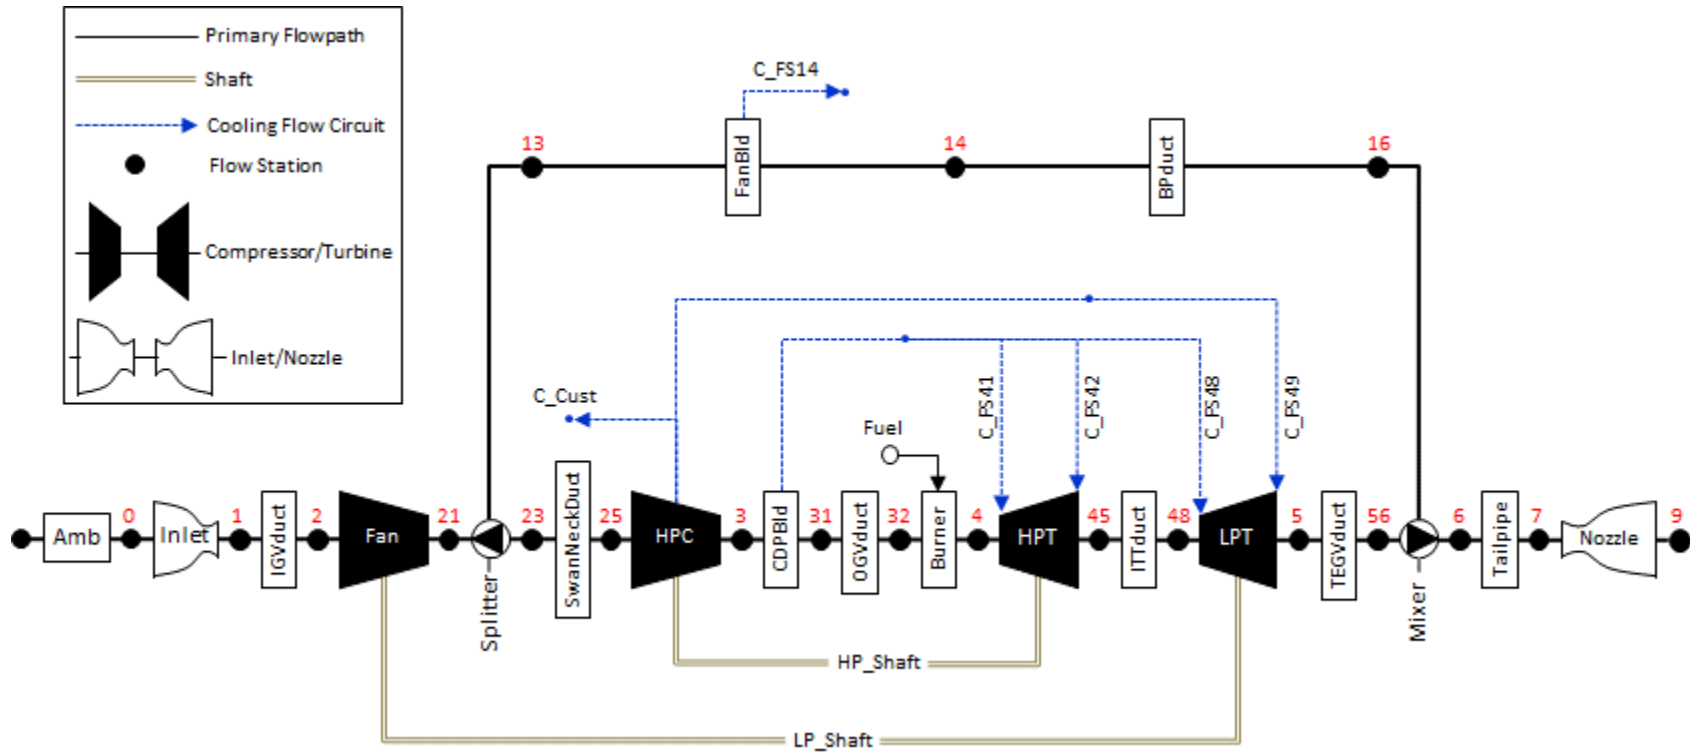 Primary Flowpath
Shaft
Cooling Flow Circuit
Flow Station
Compressor/Turbine
Inlet/Nozzle
C_FS14
13
FanBld
14
BPduct
16
C_Cust
Fuel
C_FS41
C_FS42
C_FS48
C_FS49
Amb
0
Inlet
1
IGVduct
2
Fan
21
Splitter
23
SwanNeckDuct
25
HPC
3
CDPBld
31
OGVduct
32
Burner
4
HPT
45
ITTduct
48
LPT
5
TEGVduct
56
Mixer
6
Tailpipe
7
Nozzle
9
HP_Shaft
LP_Shaft